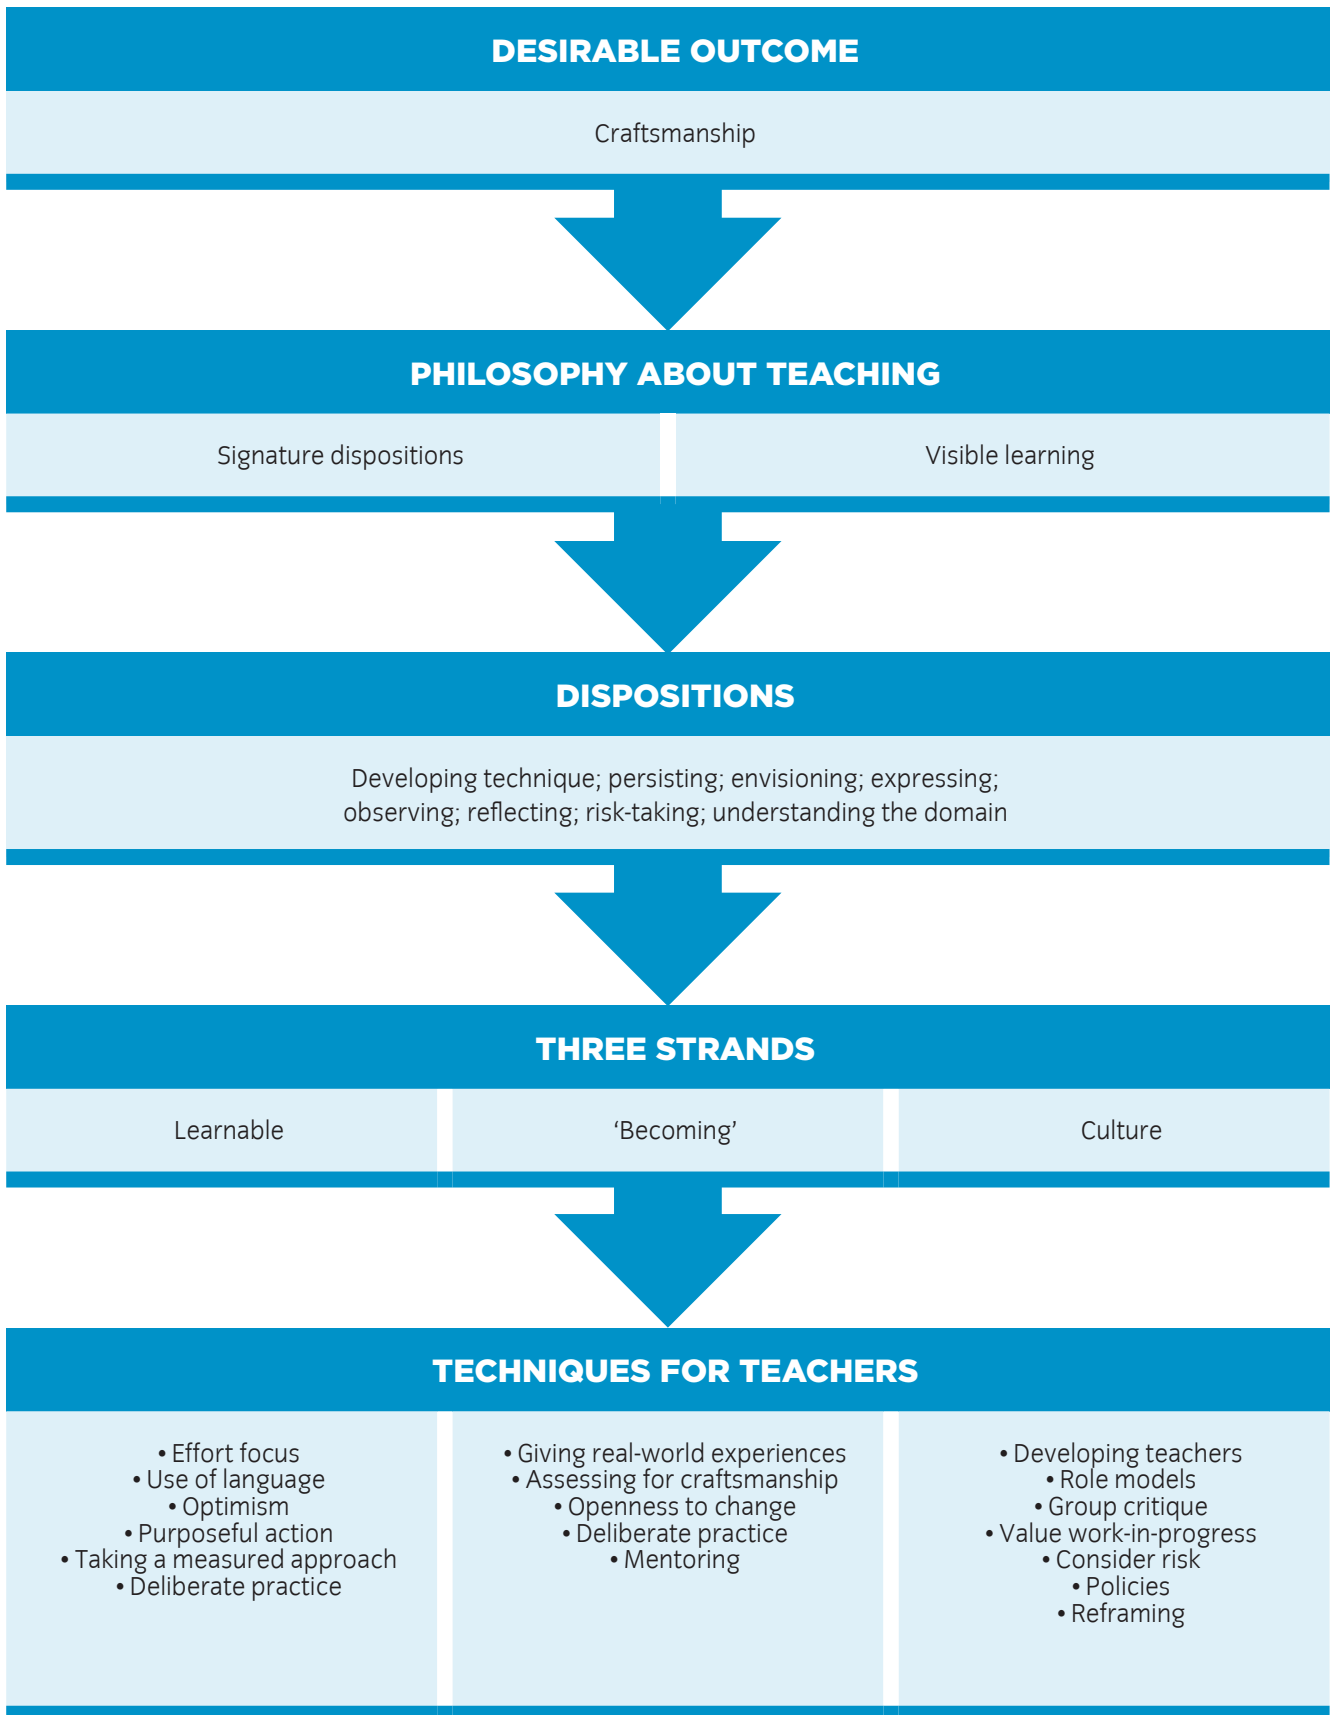 DESIRABLE OUTCOME
Craftsmanship
PHILOSOPHY ABOUT TEACHING
Signature dispositions
Visible learning
DISPOSITIONS
Developing technique; persisting; envisioning; expressing;
observing; reflecting; risk-taking; understanding the domain
THREE STRANDS
Learnable
‘Becoming’
Culture
TECHNIQUES FOR TEACHERS
• Effort focus
• Use of language
• Optimism
• Purposeful action
• Taking a measured approach
• Deliberate practice
• Giving real-world experiences
• Assessing for craftsmanship
• Openness to change
• Deliberate practice
• Mentoring
• Developing teachers
• Role models
• Group critique
• Value work-in-progress
• Consider risk
• Policies
• Reframing